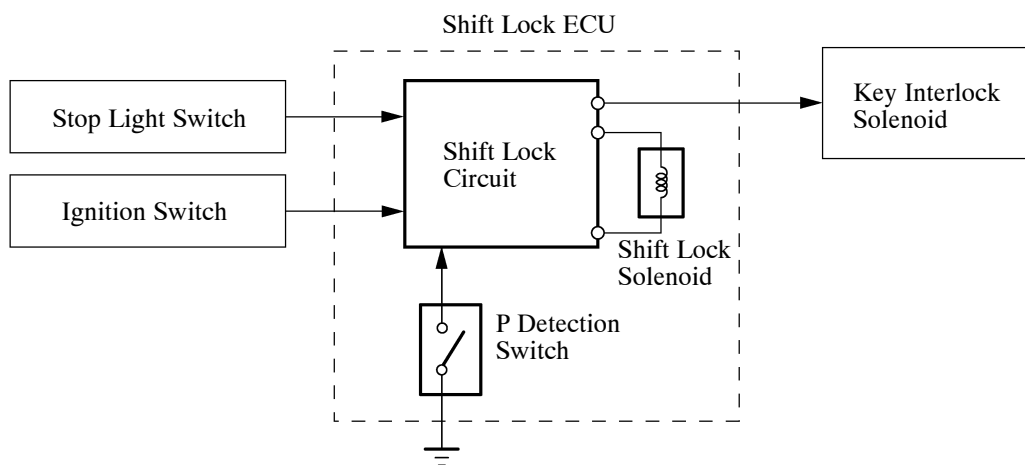 Shift Lock ECU
Stop Light Switch
Ignition Switch
Shift Lock
Circuit
Key Interlock
Solenoid
Shift Lock
Solenoid
P Detection
Switch